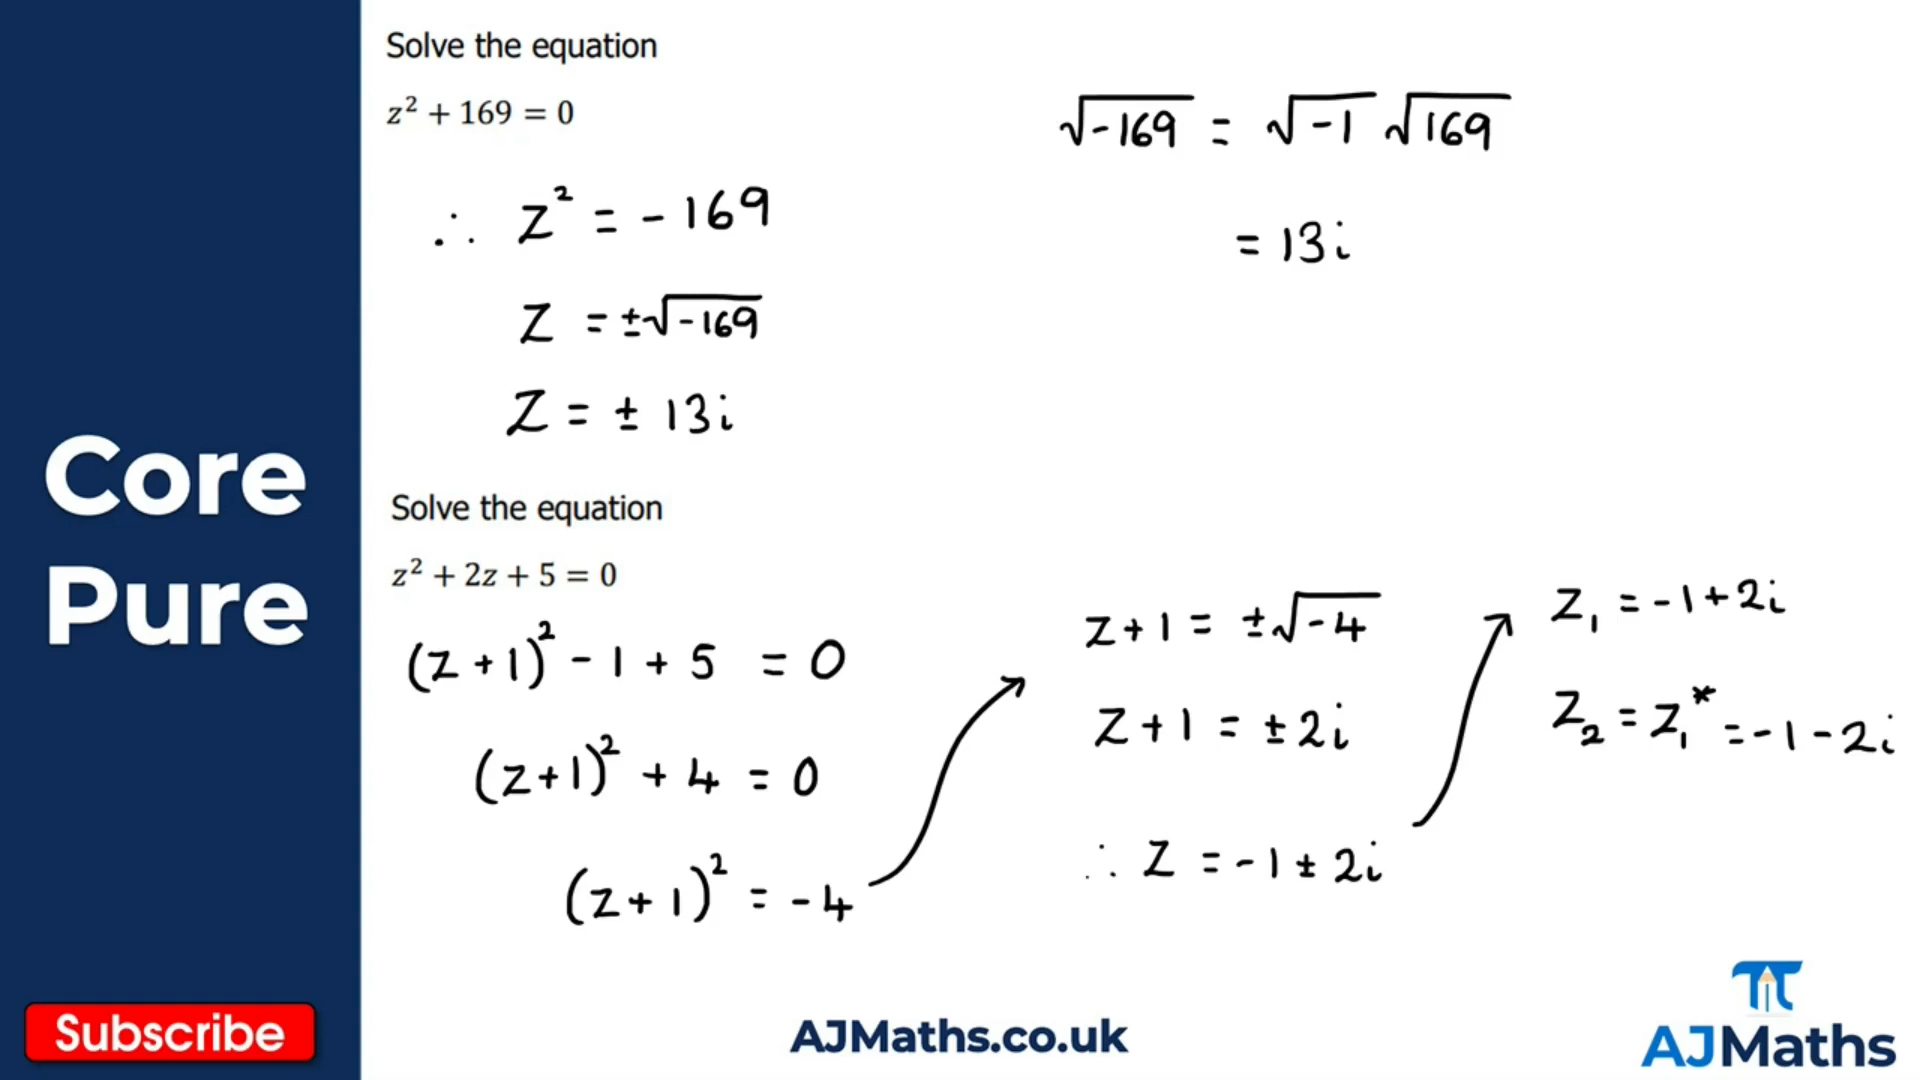 Core
Pure
Subscribe
Solve the equation
z² + 169 = 0
∴ z² = -169
z = ±√-169
z = ± 13i
√-169 = √-1 √169
= 13i
Solve the equation
z² + 2z + 5 = 0
(z+1)² - 1 + 5 = 0
(z+1)² + 4 = 0
(z+1)² = -4
z+1 = ±√-4
z+1 = ±2i
∴ z = -1 ± 2i
z₁ = -1+2i
z₂ = z₁* = -1-2i
AJMaths.co.uk
AJMaths